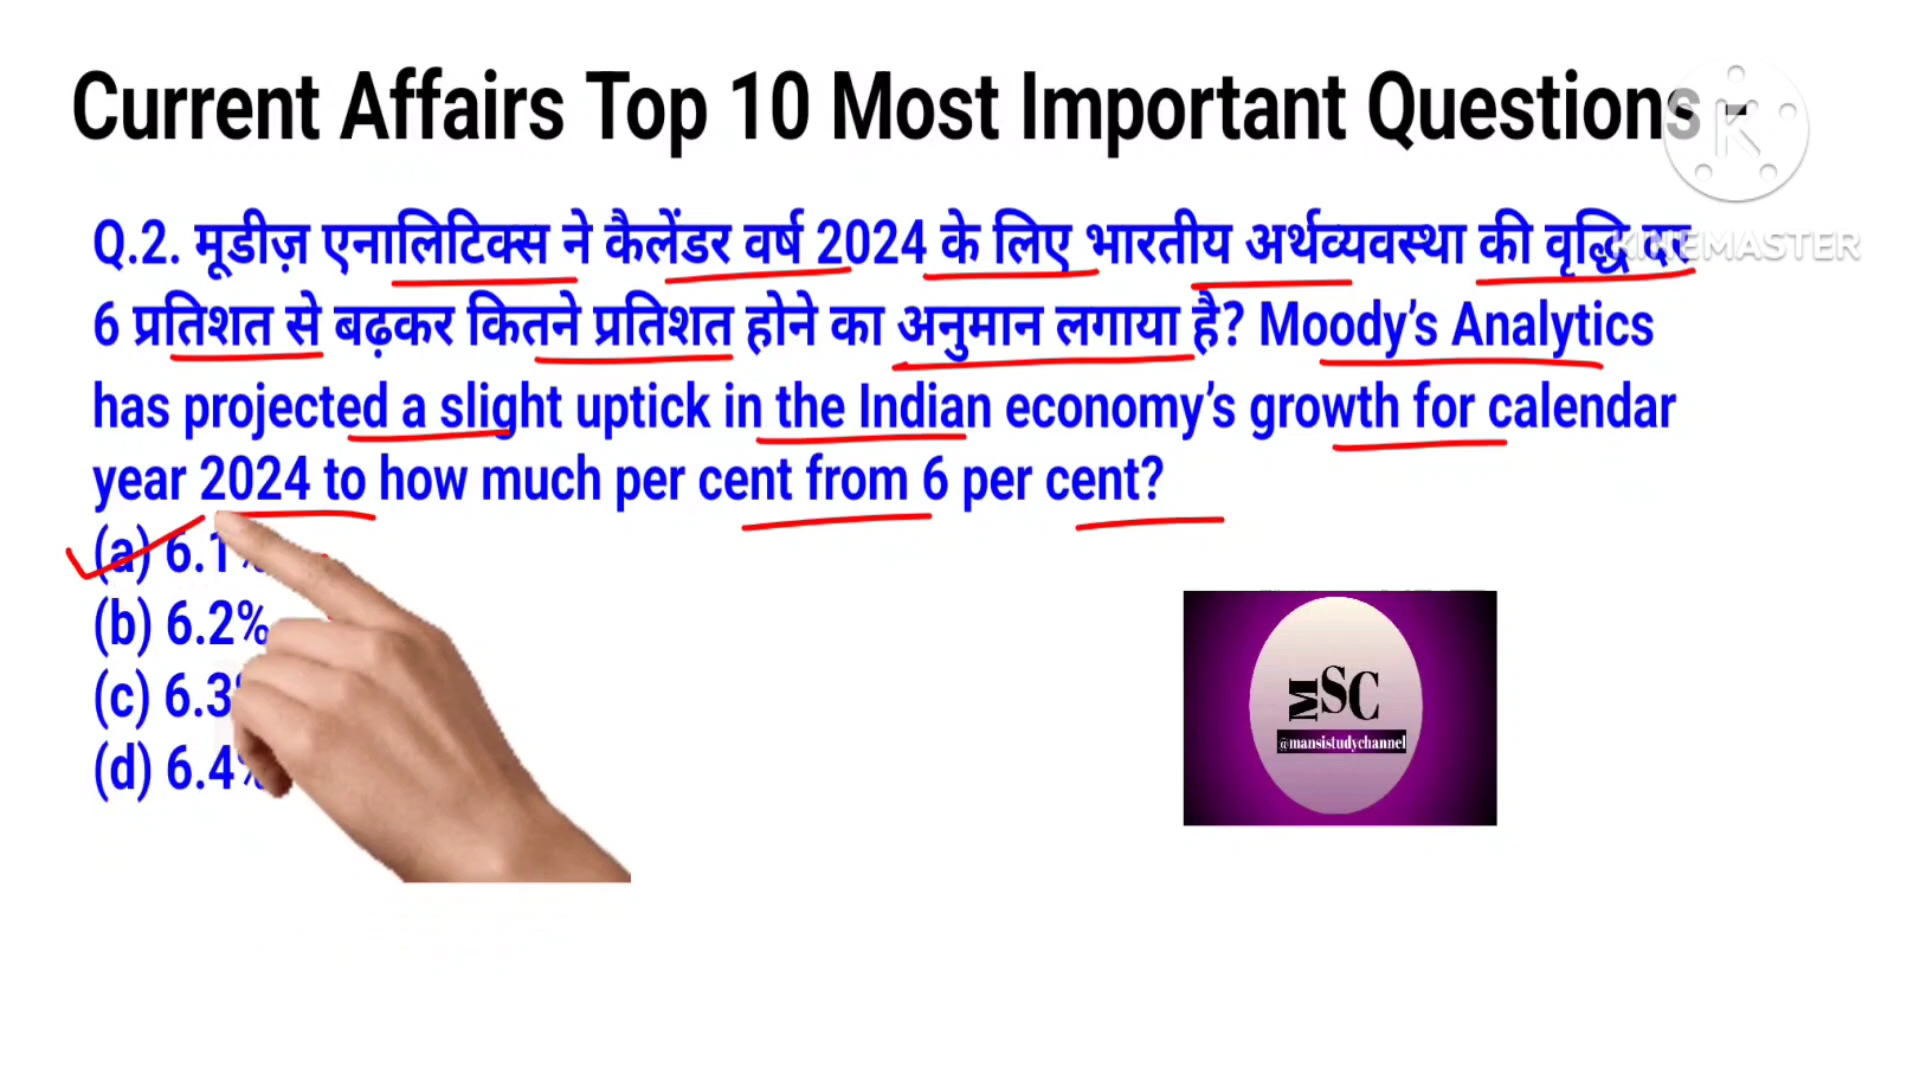 Current Affairs Top 10 Most Important Questions -
Q.2. मूडीज़ एनालिटिक्स ने कैलेंडर वर्ष 2024 के लिए भारतीय अर्थव्यवस्था की वृद्धि दर
KINEMASTER
6 प्रतिशत से बढ़कर कितने प्रतिशत होने का अनुमान लगाया है? Moody's Analytics
has projected a slight uptick in the Indian economy's growth for calendar
year 2024 to how much per cent from 6 per cent?
(a) 6.1%
(b) 6.2%
(c) 6.3%
(d) 6.4%
MSC
@mansistudychannel